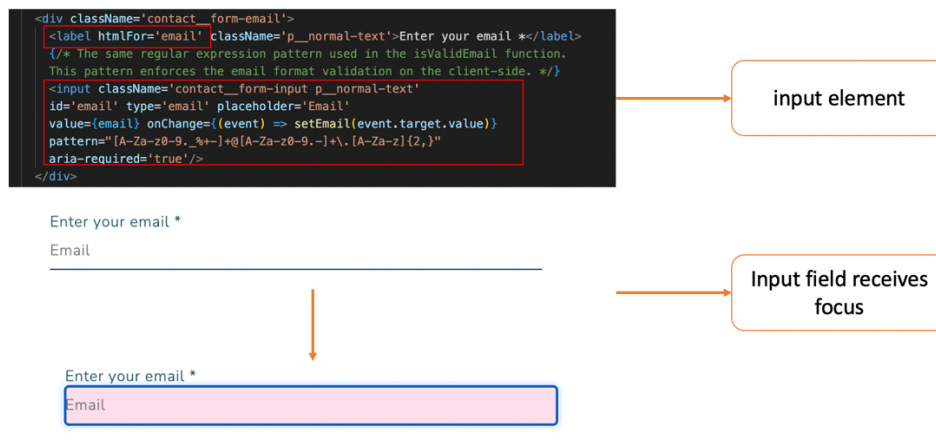 <div className='contact__form-email'>
<label htmlFor='email' className='p__normal-text'>Enter your email *</label>
{/* The same regular expression pattern used in the isValidEmail function.
This pattern enforces the email format validation on the client-side. */}
<input className='contact__form-input p__normal-text'
id='email' type='email' placeholder='Email'
value={email} onChange={(event) => setEmail(event.target.value)}
pattern="[A-Za-z0-9._%+-]+@[A-Za-z0-9.-]+\.[A-Za-z]{2,}"
aria-required='true'/>
</div>
input element
Enter your email *
Email
Input field receives
focus
Enter your email *
Email